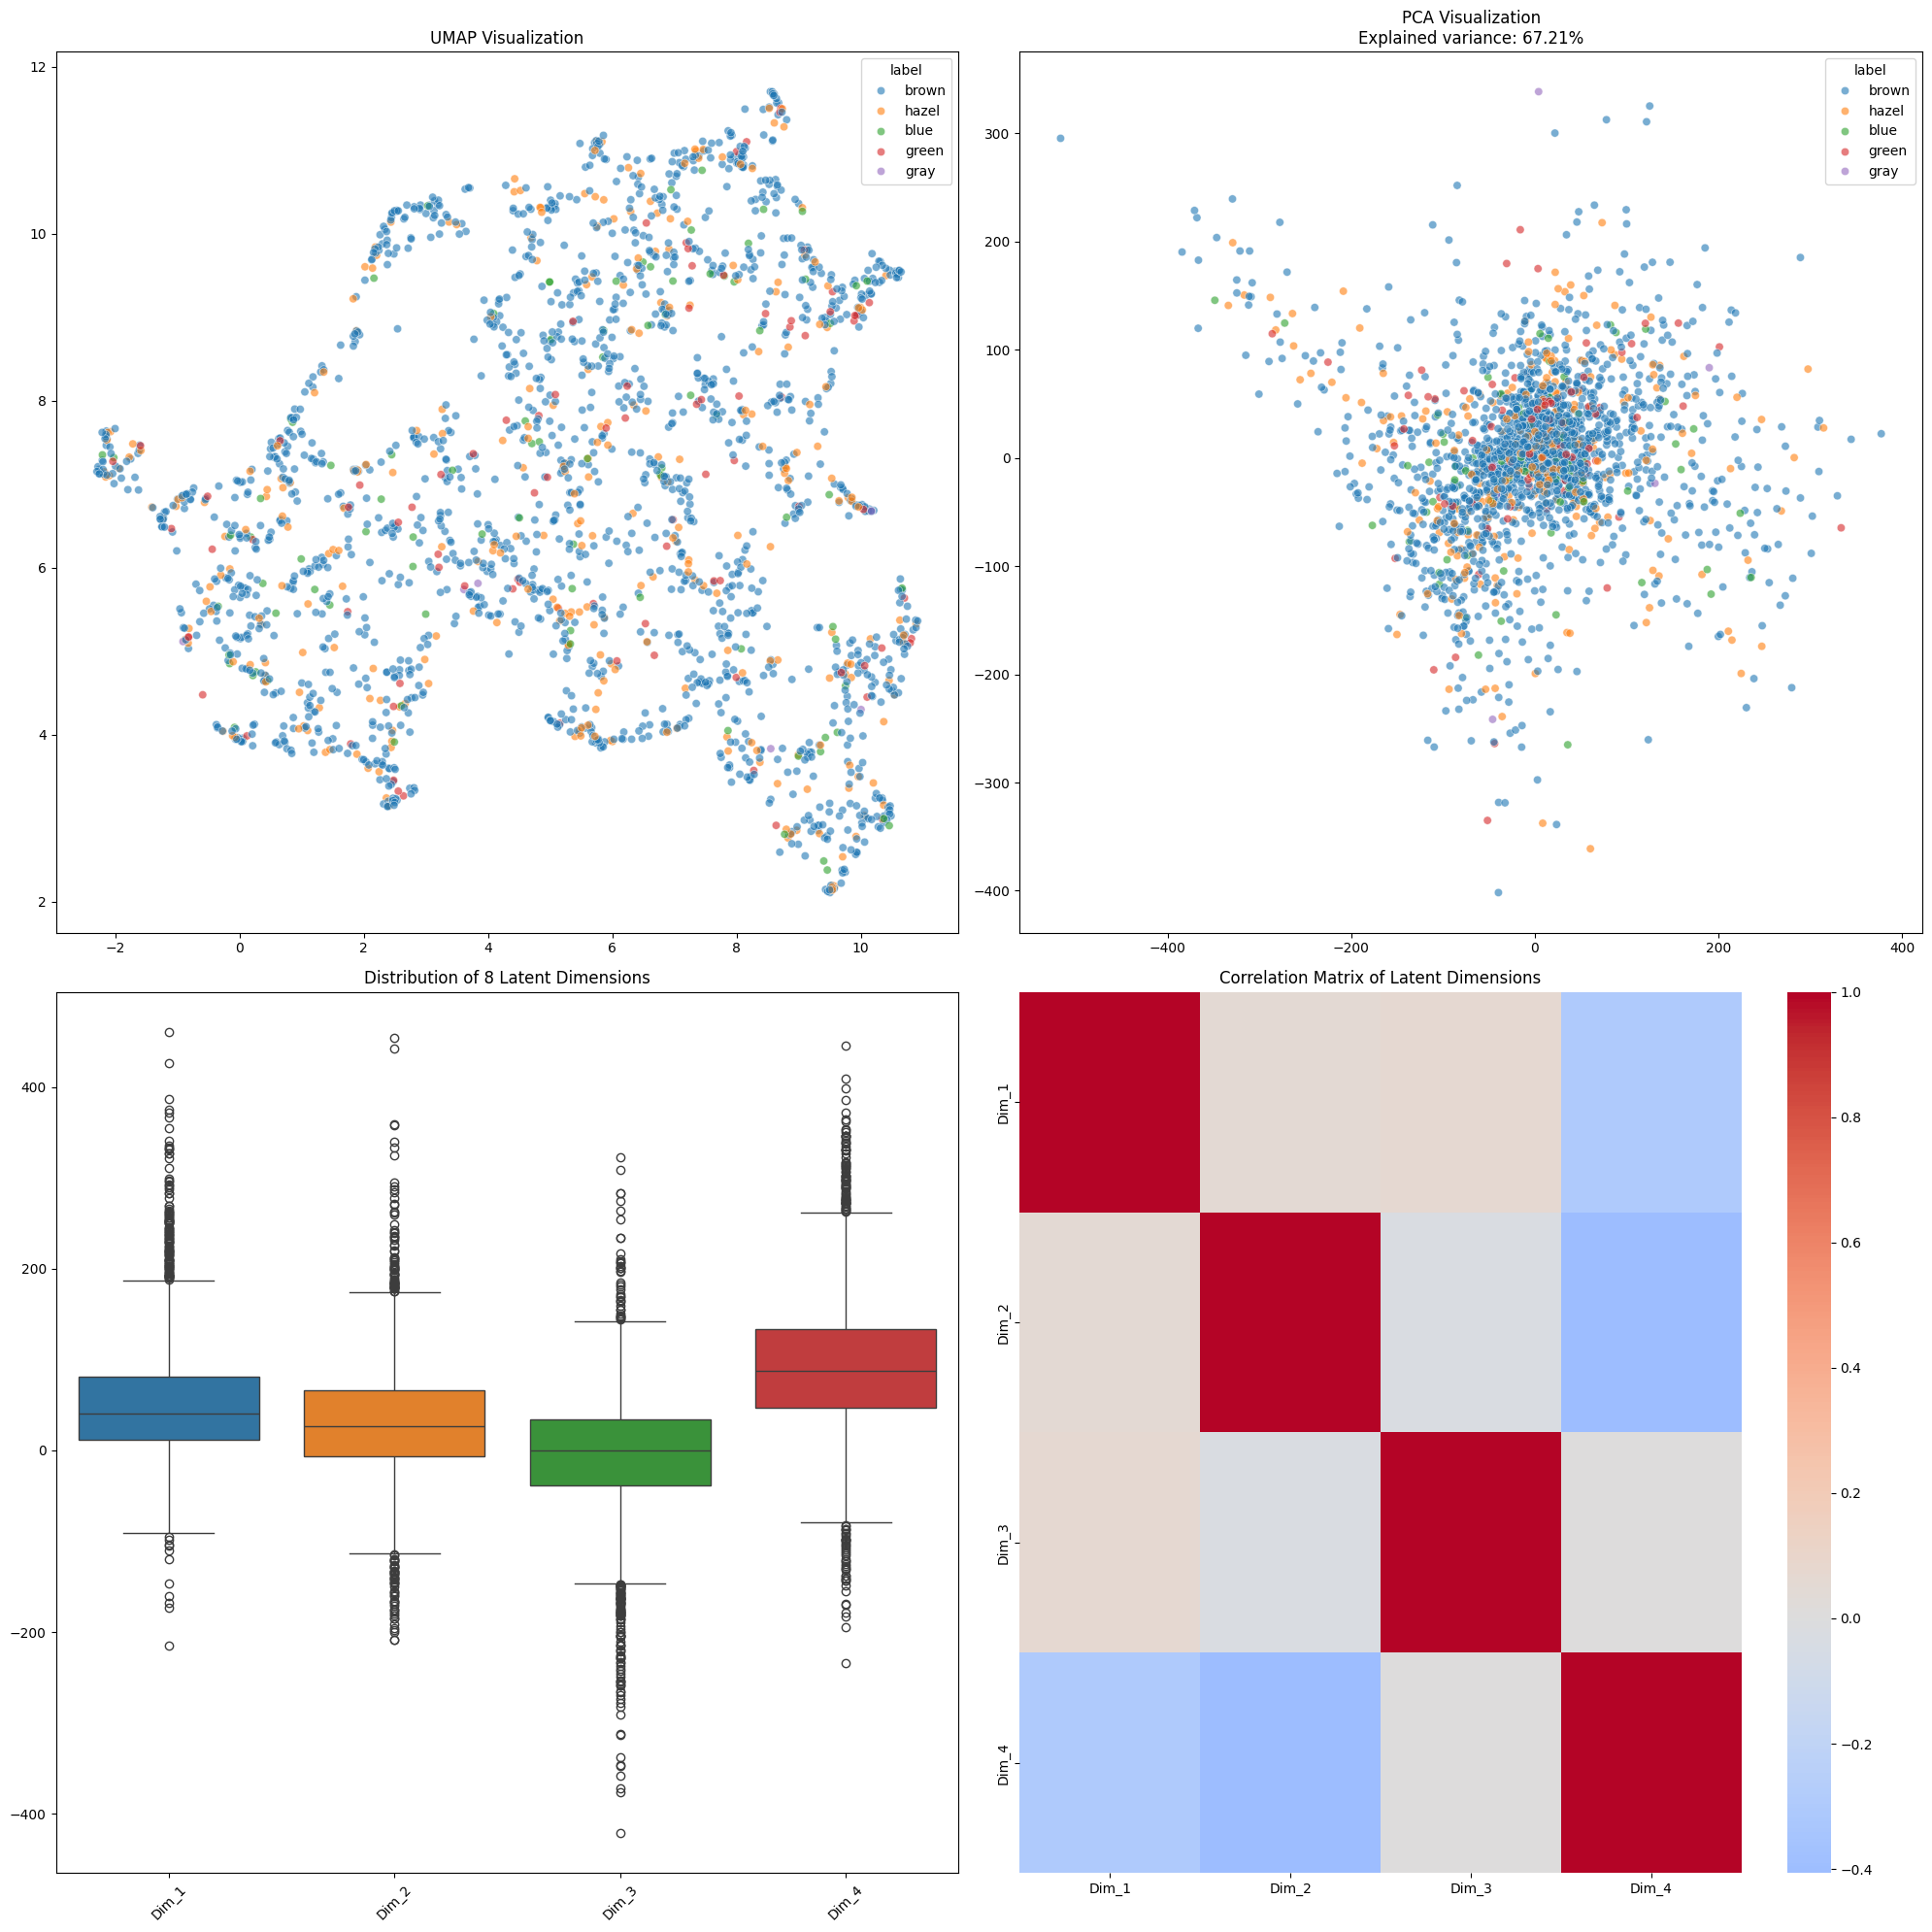 UMAP Visualization
12
10
8
6
4
2
−2
0
2
4
6
8
10
label
brown
hazel
blue
green
gray
PCA Visualization
Explained variance: 67.21%
300
200
100
0
−100
−200
−300
−400
−400
−200
0
200
400
label
brown
hazel
blue
green
gray
Distribution of 8 Latent Dimensions
400
200
0
−200
−400
Dim_1
Dim_2
Dim_3
Dim_4
Correlation Matrix of Latent Dimensions
Dim_1
Dim_2
Dim_3
Dim_4
Dim_1
Dim_2
Dim_3
Dim_4
1.0
0.8
0.6
0.4
0.2
0.0
−0.2
−0.4